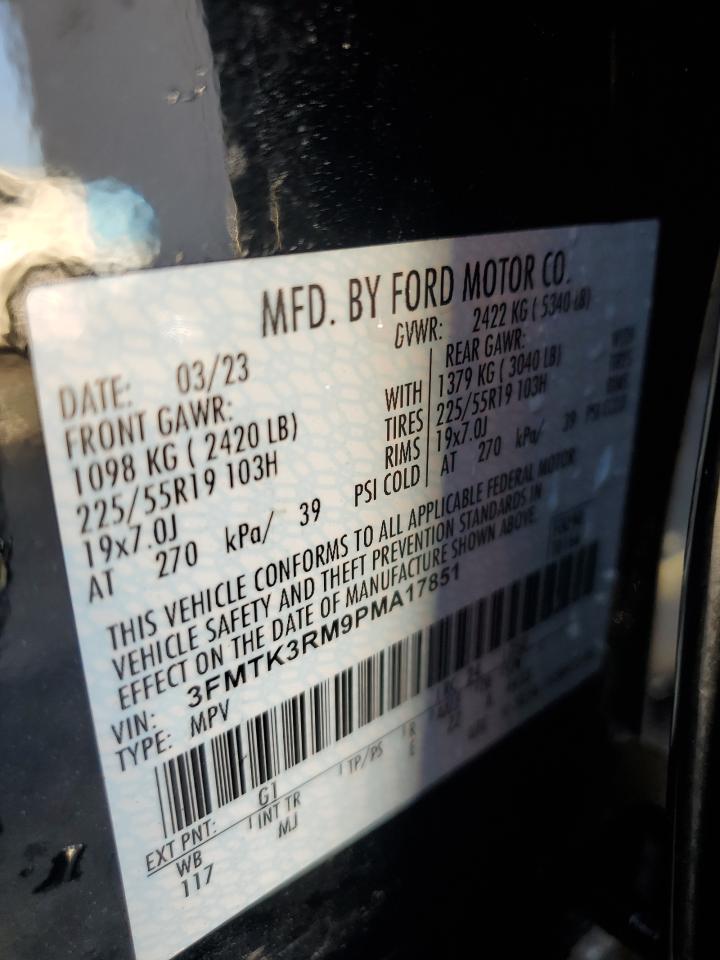 MFD. BY FORD MOTOR CO.
DATE: 03/23 GVWR: 2422 KG ( 5340 LB)
FRONT GAWR: REAR GAWR:
1098 KG ( 2420 LB) WITH 1379 KG ( 3040 LB) WITH
225/55R19 103H TIRES 225/55R19 103H TIRES
19x7.0J RIMS 19x7.0J RIMS
AT 270 kPa/ 39 PSI COLD AT 270 kPa/ 39 PSI COLD
THIS VEHICLE CONFORMS TO ALL APPLICABLE FEDERAL MOTOR
VEHICLE SAFETY AND THEFT PREVENTION STANDARDS IN
EFFECT ON THE DATE OF MANUFACTURE SHOWN ABOVE.
VIN: 3FMTK3RM9PMA17851
TYPE: MPV
EXT PNT: G1
WB INT TR TP/PS R
117 MJ E 22